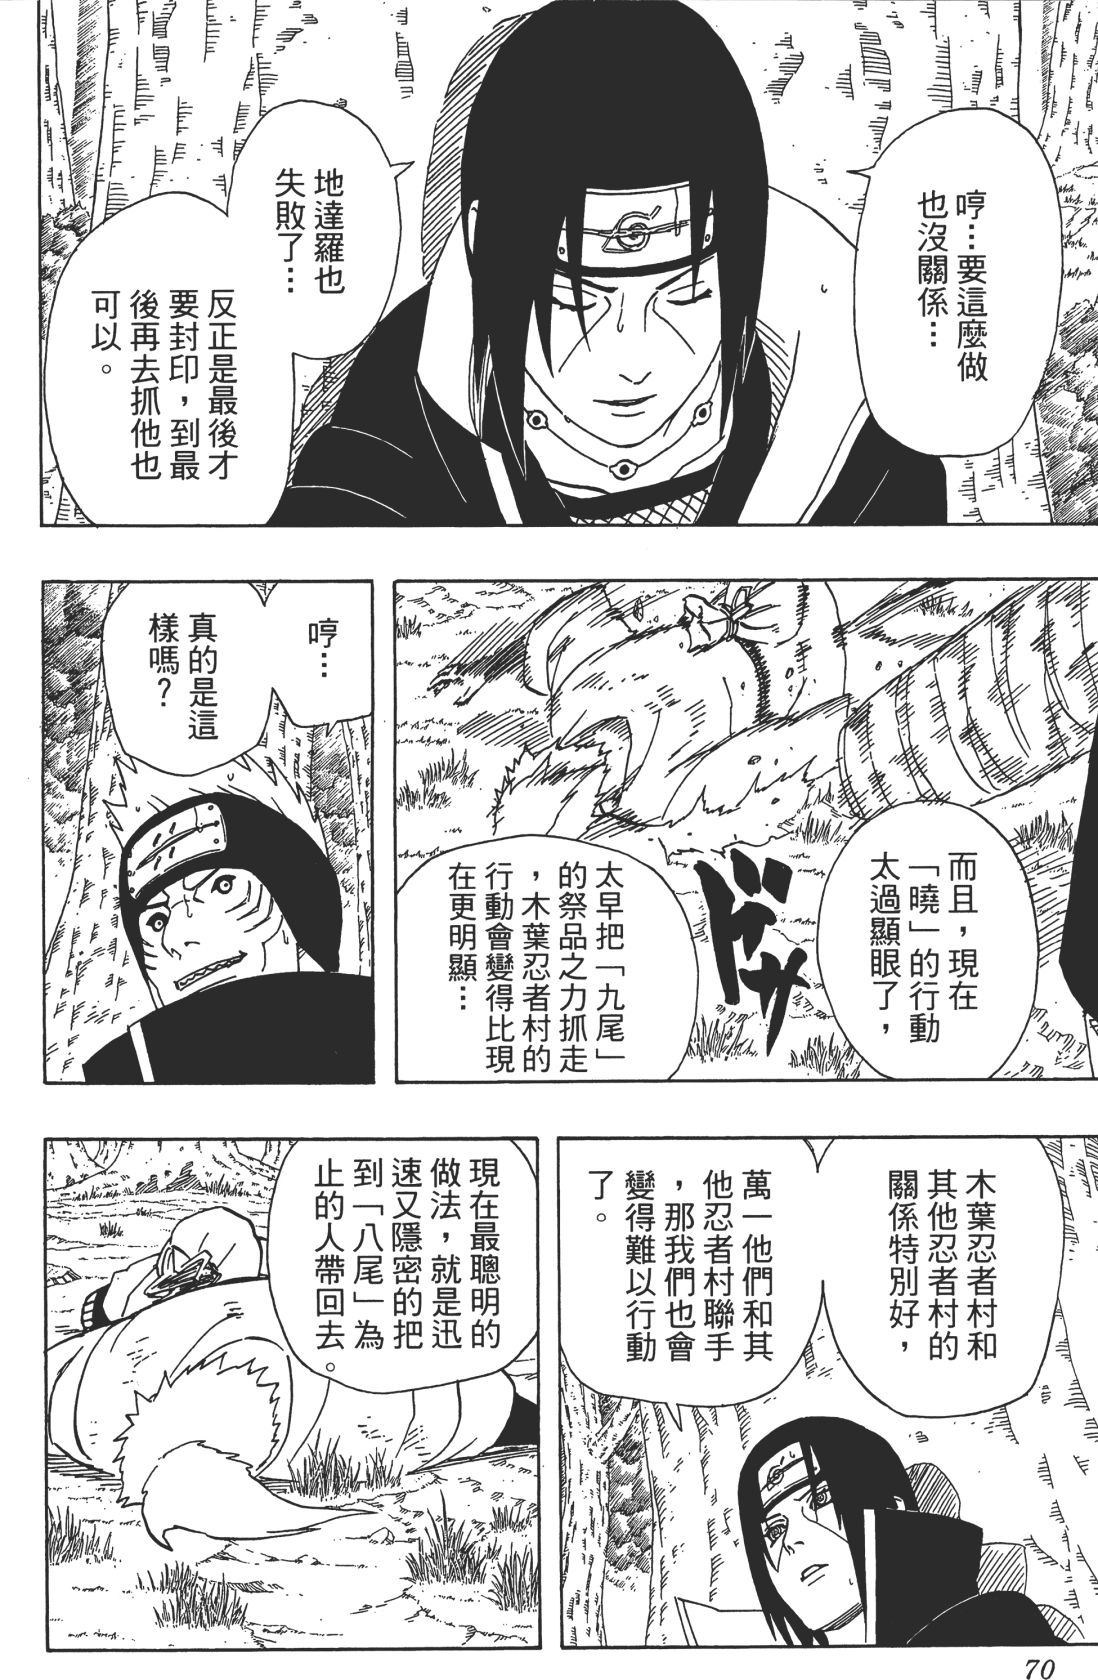 哼…要這麼做
也沒關係…
地達羅也
失敗了…
反正是最後才
要封印，到最
後再去抓他也
可以。
而且，現在
「曉」的行動
太過顯眼了，
太早把「九尾」
的祭品之力抓走
，木葉忍者村的
行動會變得比現
在更明顯…
ドサ
哼…
真的是這
樣嗎？
木葉忍者村和
其他忍者村的
關係特別好，
萬一他們和其
他忍者村聯手
，那我們也會
變得難以行動
了。
現在最聰明的
做法，就是迅
速又隱密的把
到「八尾」為
止的人帶回去。
70